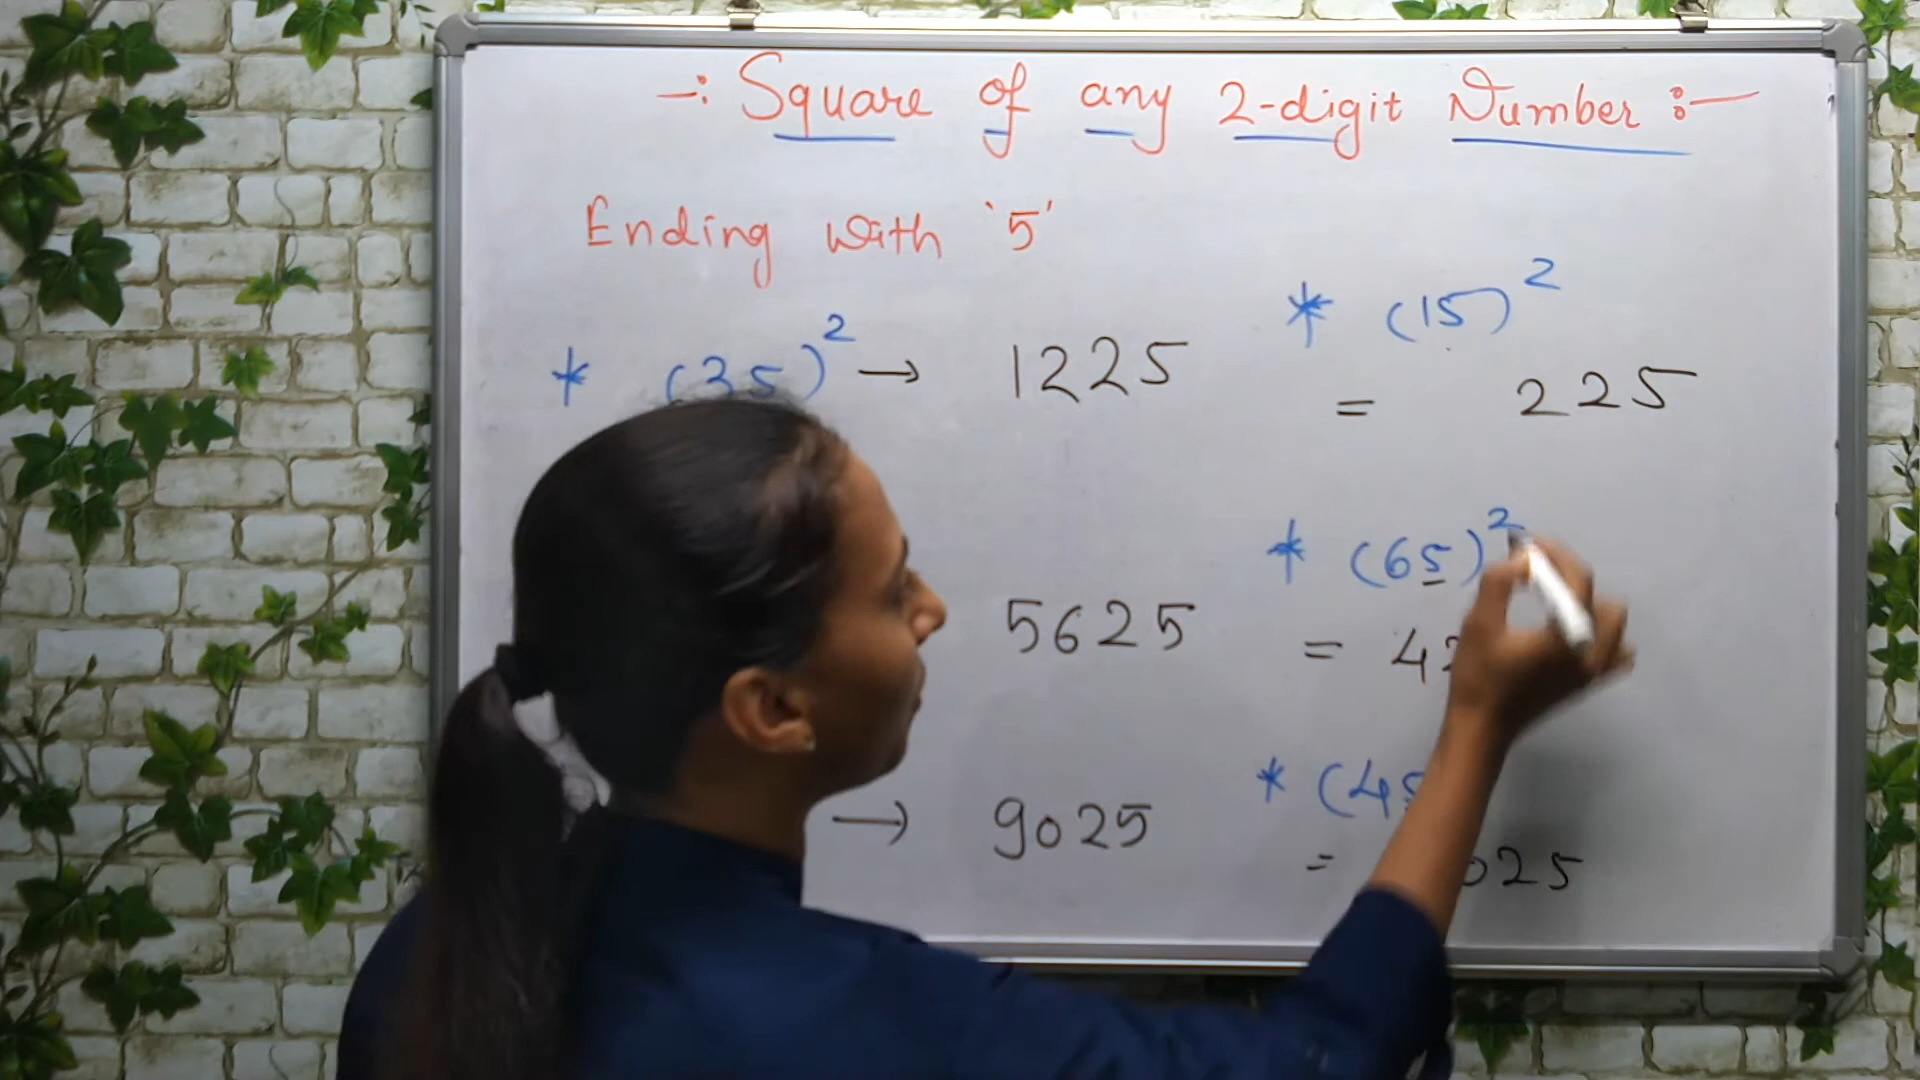 -: Square of any 2-digit Number :-
Ending with '5'
* (35)² → 1225
5625
→ 9025
* (15)²
= 225
* (65)²
= 4
* (4
= 025